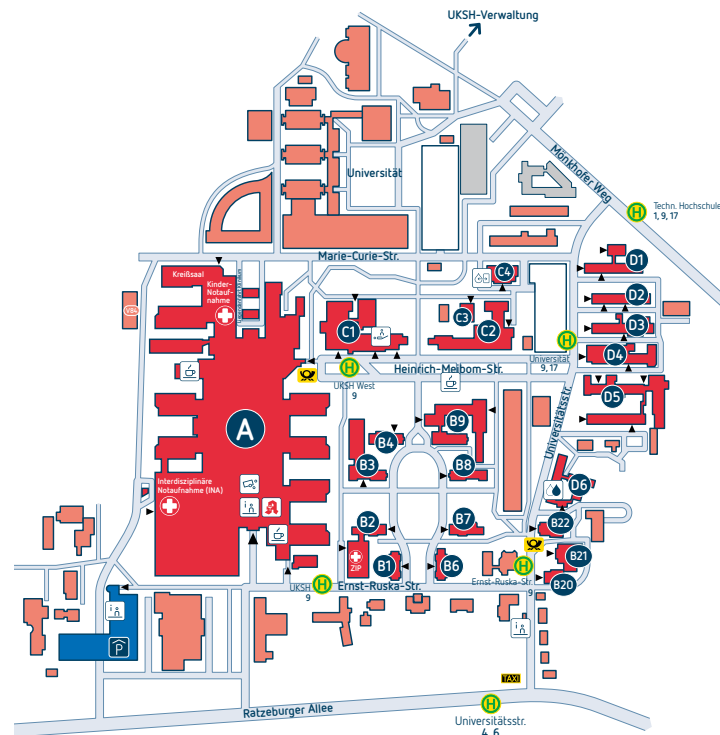 UKSH-Verwaltung
Mönkhofer Weg
Universität
H
Techn. Hochschule
1, 9, 17
Marie-Curie-Str.
Kreißsaal
Kinder-
Notauf-
nahme
V84
C4
D1
D2
C3
C1
C2
D3
H
Universität
9, 17
D4
H
UKSH West
9
Heinrich-Meibom-Str.
D5
Universitätsstr.
A
B9
B4
B3
B8
D6
Interdisziplinäre
Notaufnahme (INA)
A
B2
B7
B22
ZIP
B1
B6
B21
B20
H
UKSH
9
Ernst-Ruska-Str.
H
Ernst-Ruska-Str.
9
P
TAXI
Ratzeburger Allee
H
Universitätsstr.
4, 6